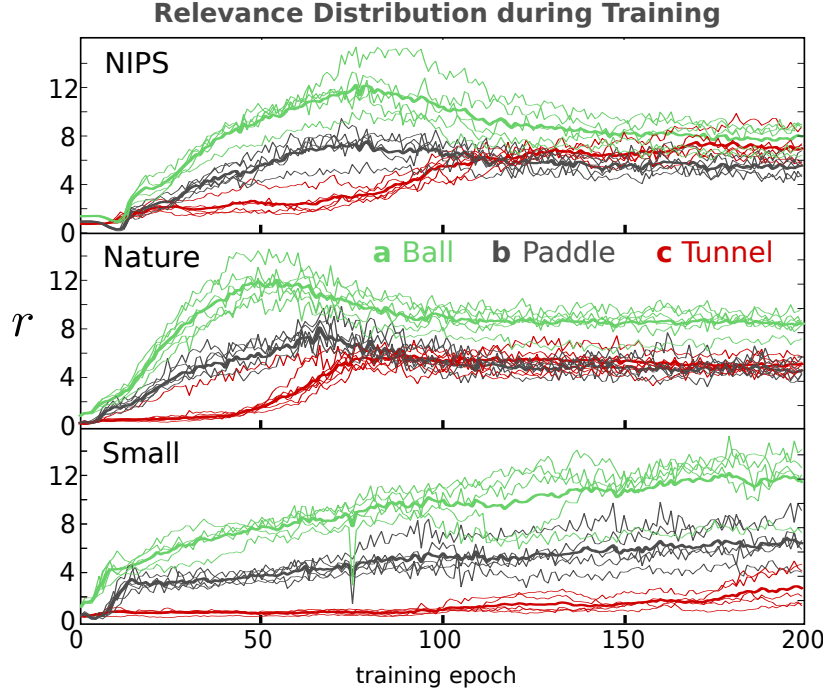 Relevance Distribution during Training
NIPS
12
8
4
0
Nature
a Ball b Paddle c Tunnel
12
8
4
0
r
Small
12
8
4
0
0 50 100 150 200
training epoch